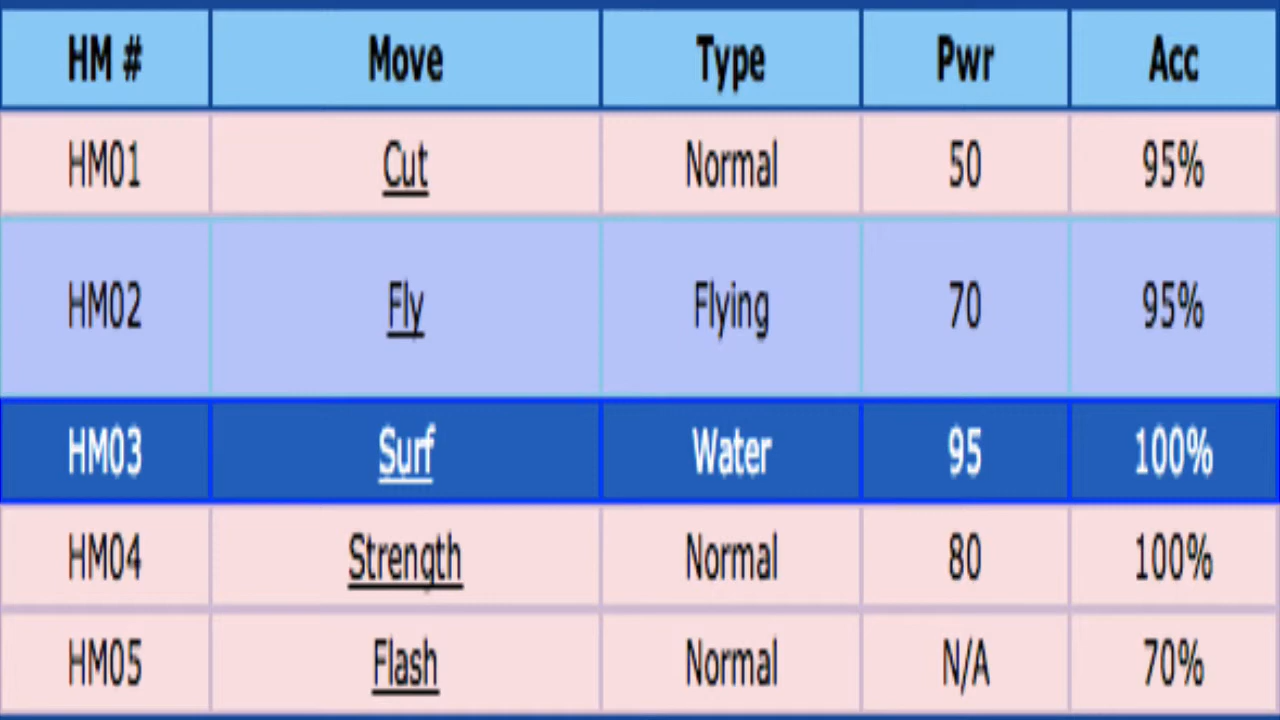 HM # Move Type Pwr Acc
HM01 Cut Normal 50 95%
HM02 Fly Flying 70 95%
HM03 Surf Water 95 100%
HM04 Strength Normal 80 100%
HM05 Flash Normal N/A 70%